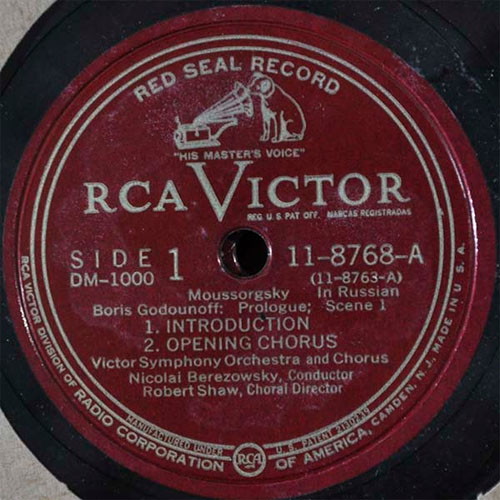 RED SEAL RECORD
"HIS MASTER'S VOICE"
RCA VICTOR
REG. U.S. PAT. OFF. MARCAS REGISTRADAS
SIDE 1
DM-1000
11-8768-A
(11-8763-A)
Moussorgsky In Russian
Boris Godounoff: Prologue; Scene 1
1. INTRODUCTION
2. OPENING CHORUS
Victor Symphony Orchestra and Chorus
Nicolai Berezowsky, Conductor
Robert Shaw, Choral Director
MANUFACTURED UNDER U.S. PATENT 2130239
RCA
RCA VICTOR DIVISION OF RADIO CORPORATION OF AMERICA, CAMDEN, N.J., MADE IN U.S.A.